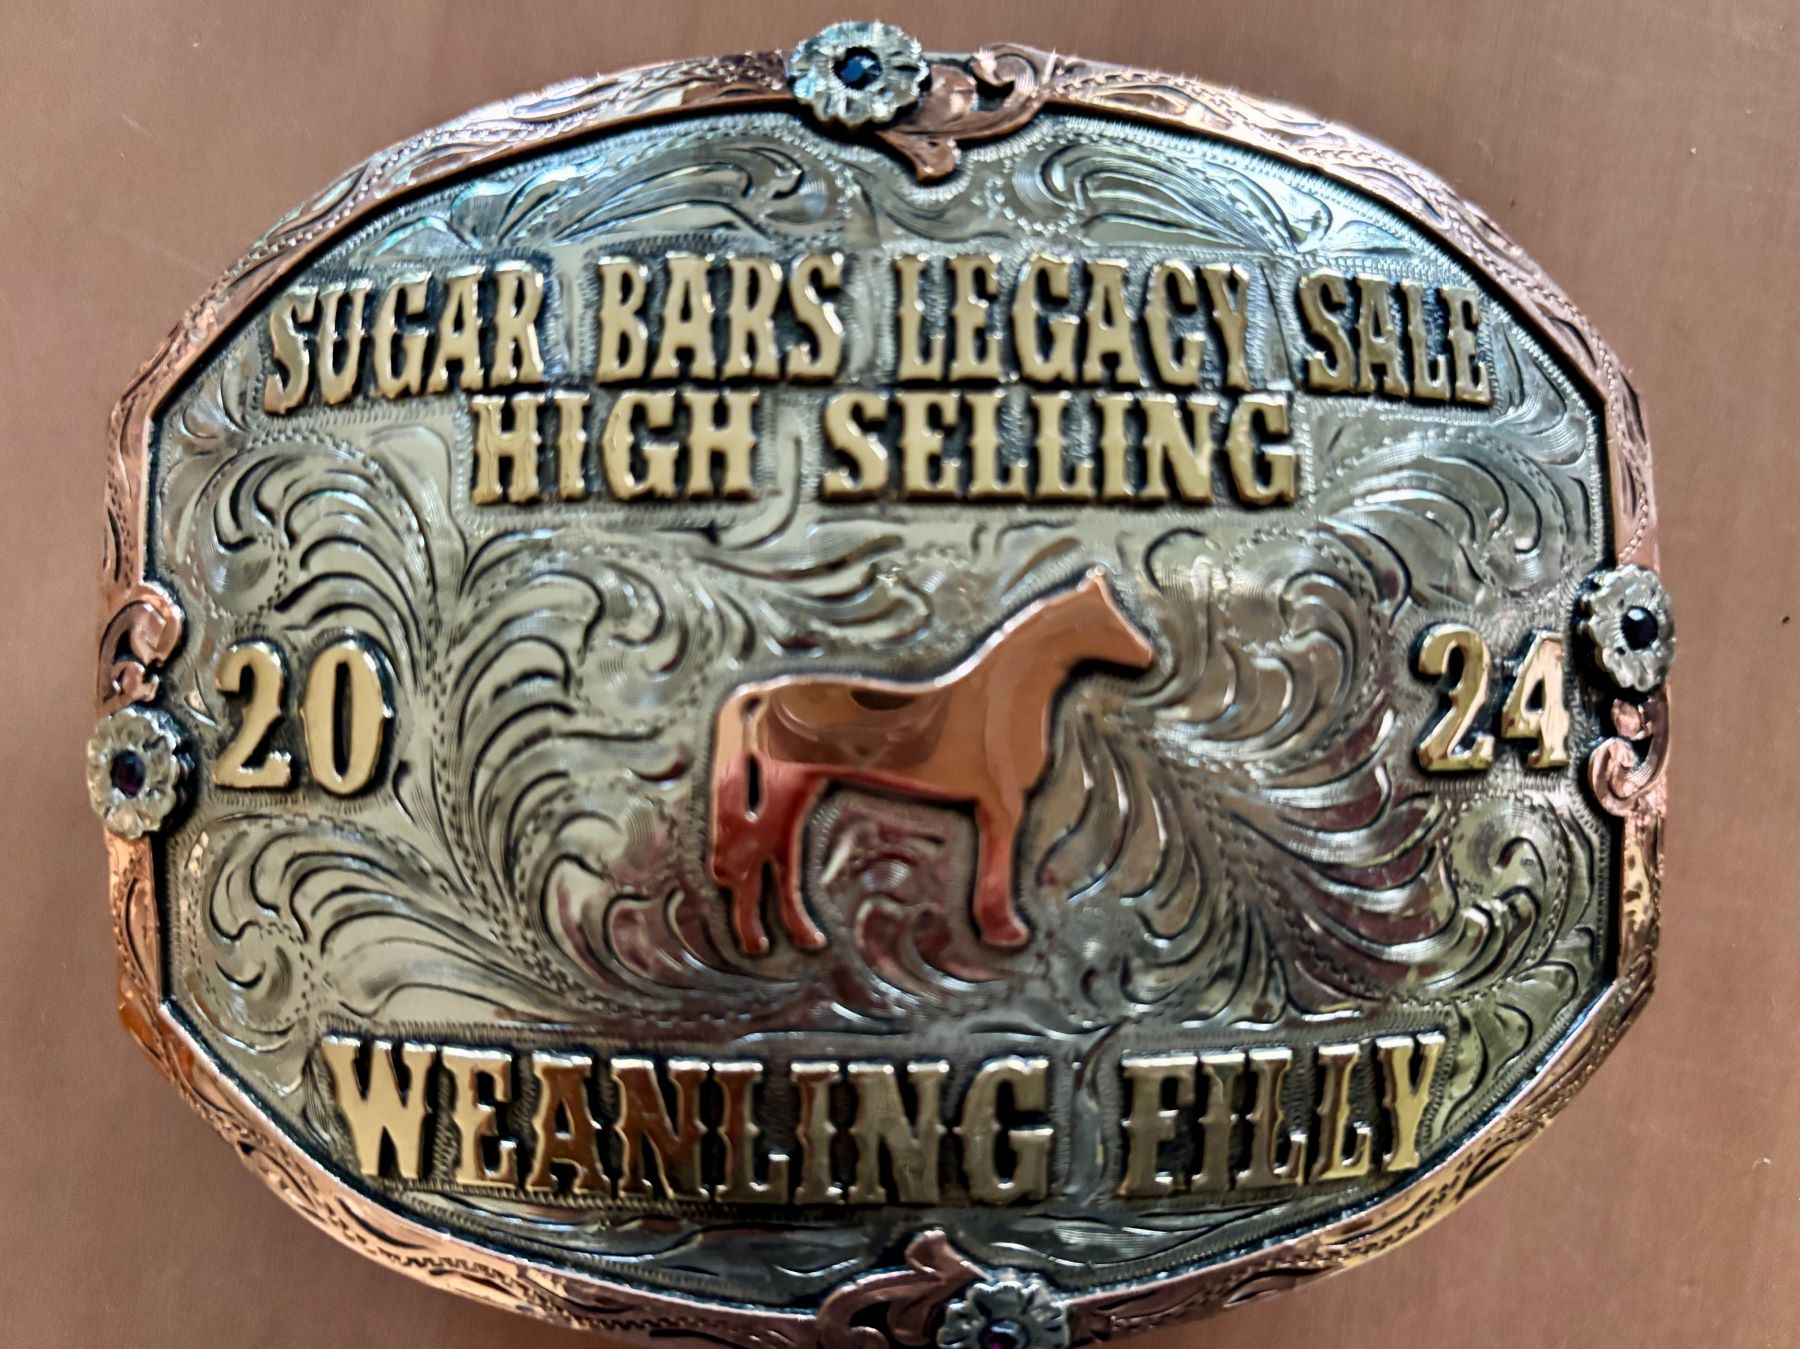 SUGAR BARS LEGACY SALE
HIGH SELLING
20 24
WEANLING FILLY